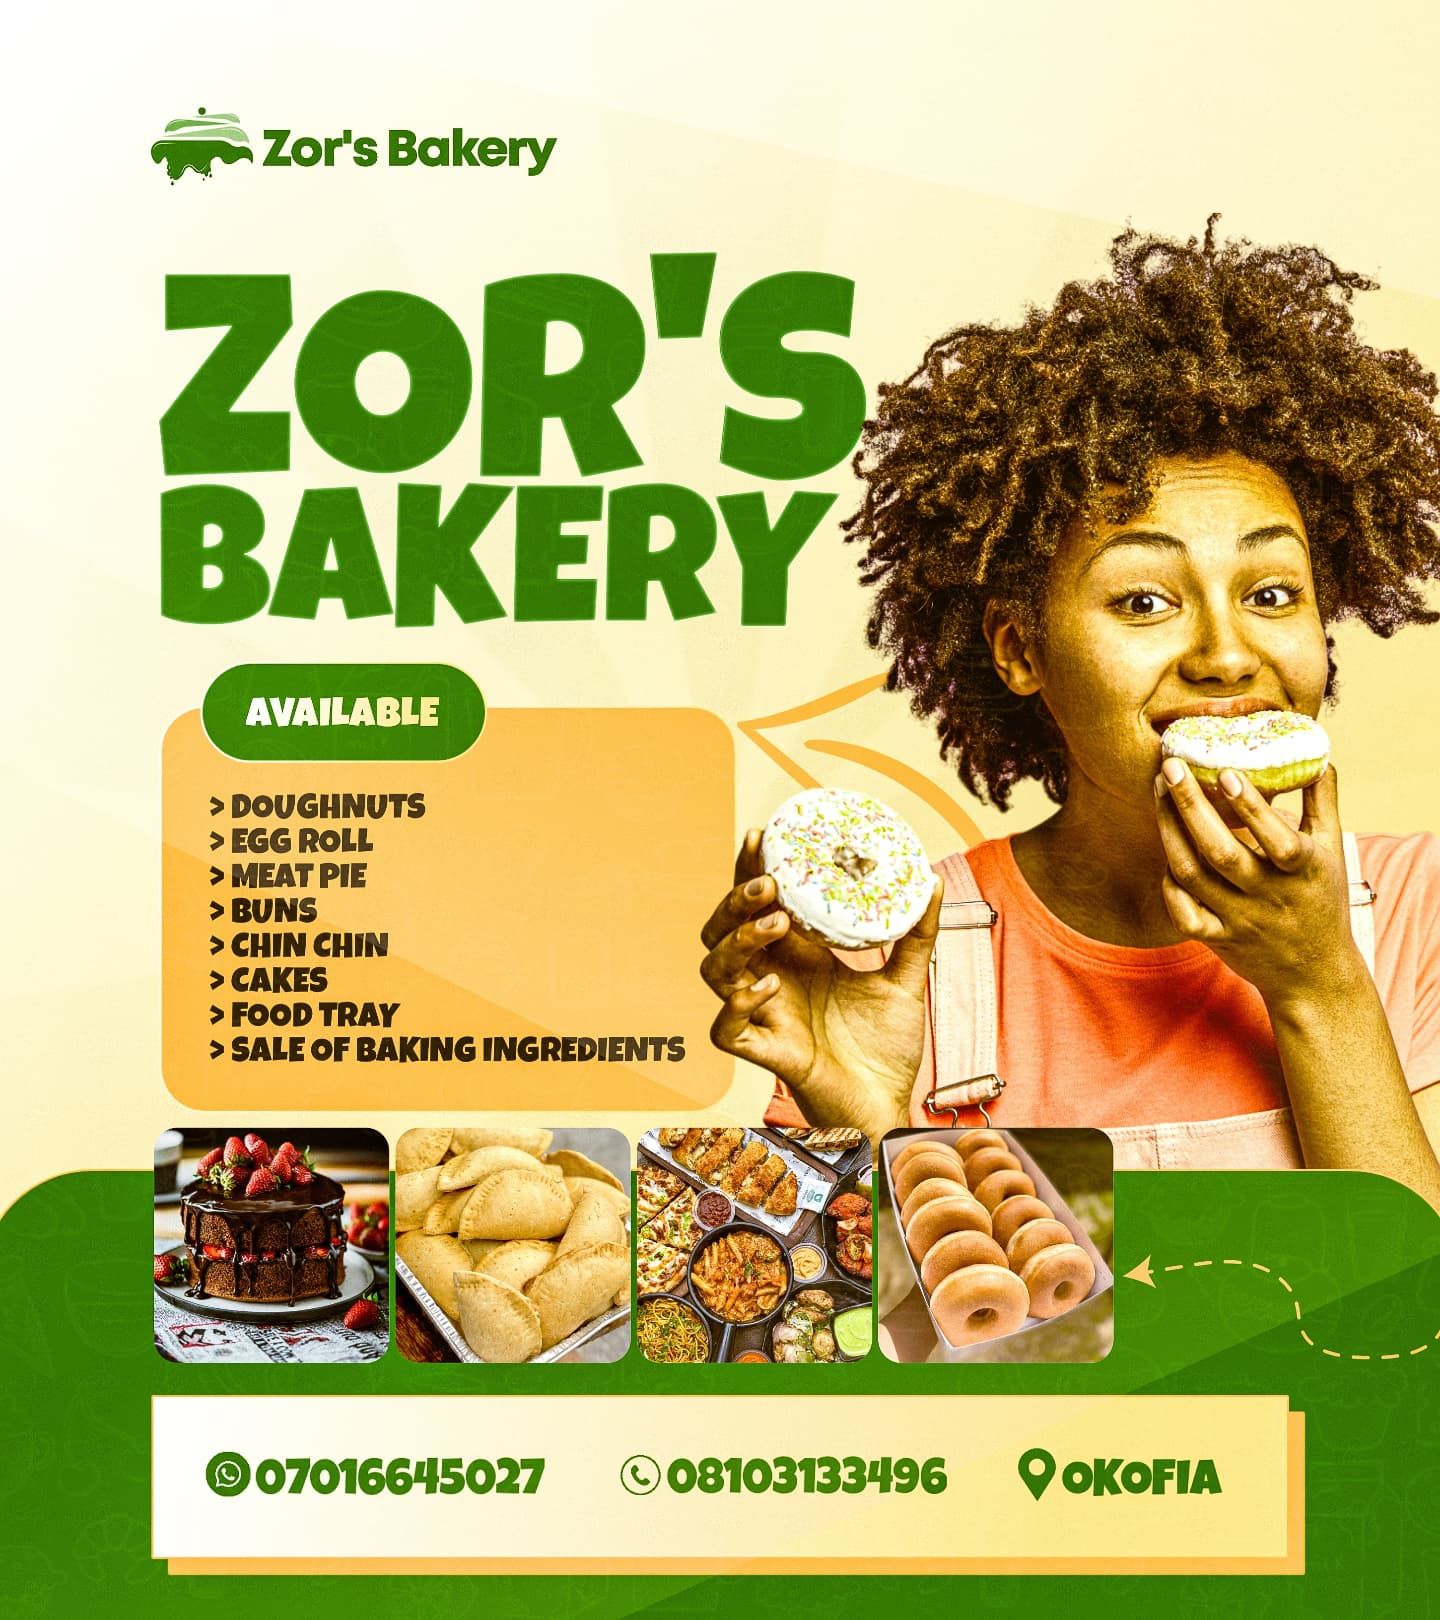 Zor's Bakery
ZOR'S
BAKERY
AVAILABLE
> DOUGHNUTS
> EGG ROLL
> MEAT PIE
> BUNS
> CHIN CHIN
> CAKES
> FOOD TRAY
> SALE OF BAKING INGREDIENTS
07016645027 08103133496 OKOFIA